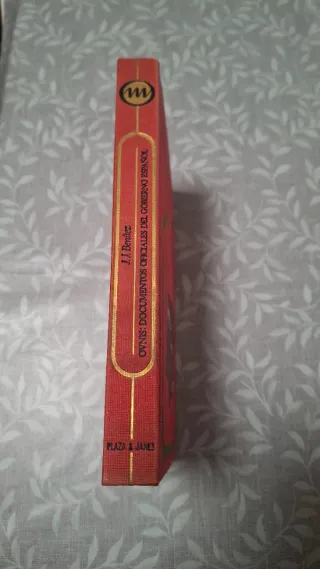 m
J. J. Benítez
OVNIS: DOCUMENTOS OFICIALES DEL GOBIERNO ESPAÑOL
PLAZA & JANES